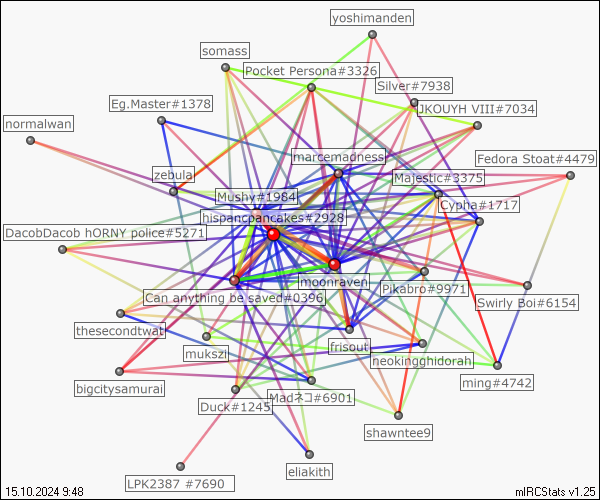 yoshimanden
somass
Pocket Persona#3326
Silver#7938
Eg.Master#1378
JKOUYH VIII#7034
normalwan
marcemadness
Fedora Stoat#4479
zebula
Majestic#3375
Mushy#1984
Cypha#1717
hispancpancakes#2928
DacobDacob hORNY police#5271
moonraven
Pikabro#9971
Can anything be saved#0396
Swirly Boi#6154
thesecondtwat
frisout
mukszi
neokingghidorah
bigcitysamurai
ming#4742
Madネコ#6901
Duck#1245
shawntee9
eliakith
LPK2387 #7690
15.10.2024 9:48
mIRCStats v1.25